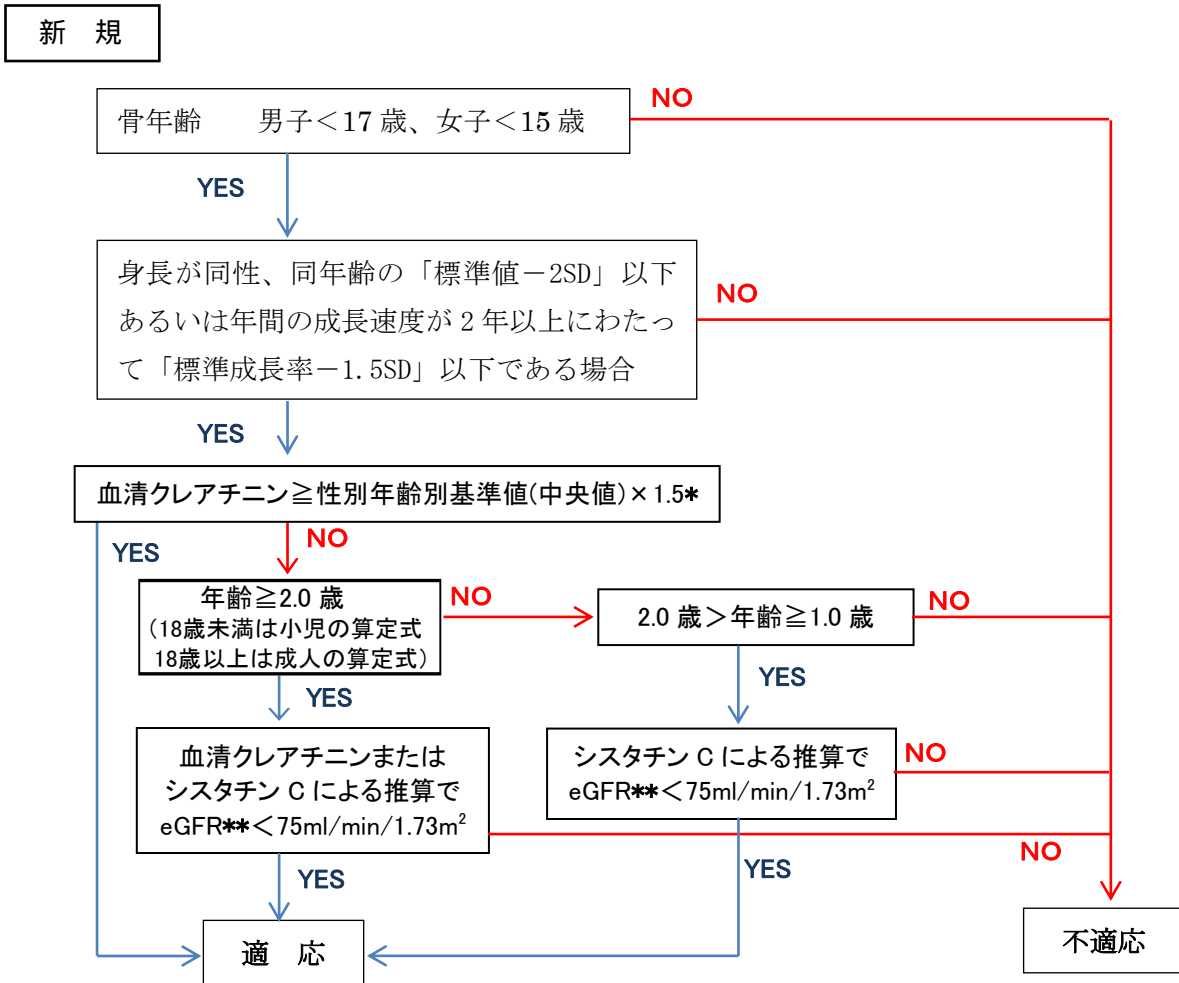 新 規
骨年齢 男子＜17 歳、女子＜15 歳
NO
YES
身長が同性、同年齢の「標準値－2SD」以下
あるいは年間の成長速度が 2 年以上にわたっ
て「標準成長率－1.5SD」以下である場合
NO
YES
血清クレアチニン≧性別年齢別基準値(中央値)×1.5*
YES
NO
年齢≧2.0 歳
(18歳未満は小児の算定式
18歳以上は成人の算定式)
NO
2.0 歳＞年齢≧1.0 歳
NO
YES
YES
血清クレアチニンまたは
シスタチン C による推算で
eGFR**＜75ml/min/1.73m²
シスタチン C による推算で
eGFR**＜75ml/min/1.73m²
NO
NO
YES
YES
適 応
不適応